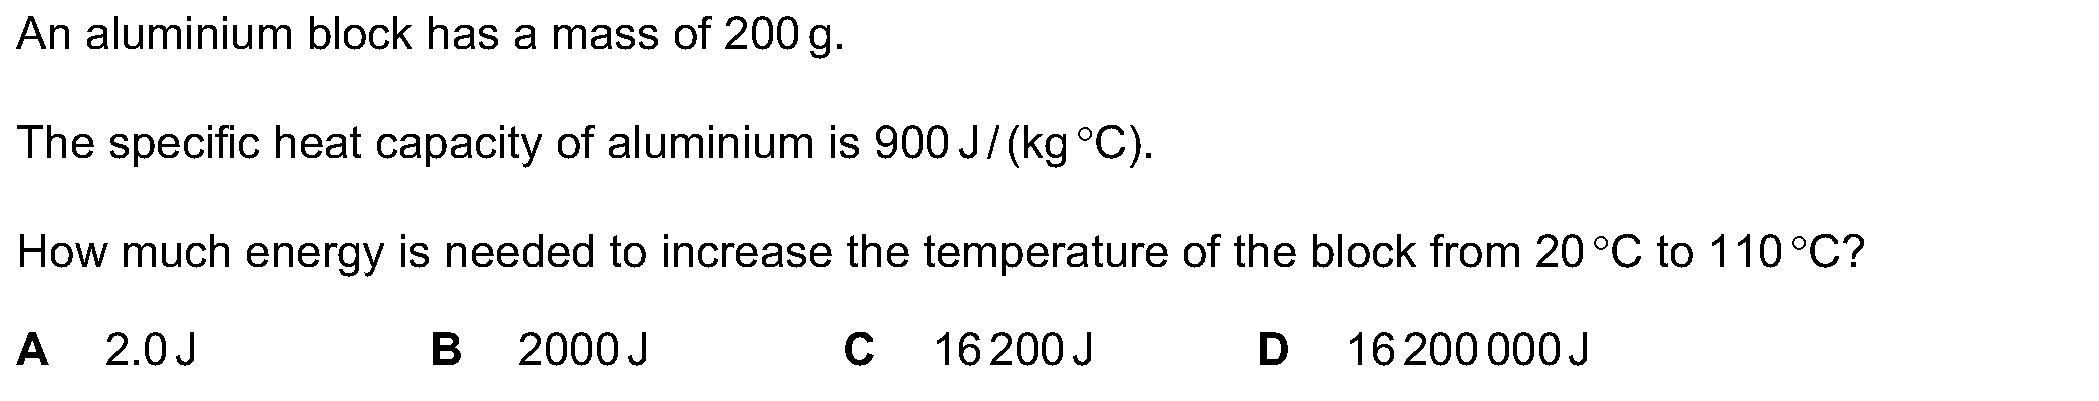 An aluminium block has a mass of 200 g.
The specific heat capacity of aluminium is 900 J / (kg °C).
How much energy is needed to increase the temperature of the block from 20 °C to 110 °C?
A 2.0 J B 2000 J C 16 200 J D 16 200 000 J